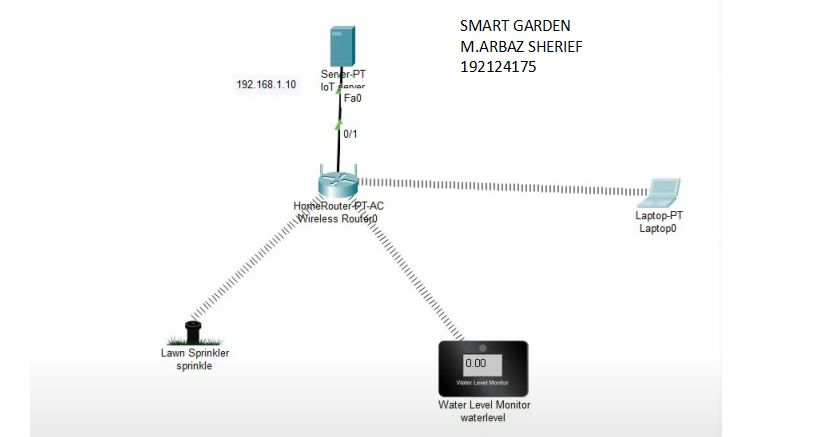 SMART GARDEN
M.ARBAZ SHERIEF
192124175
Server-PT
IoT server
192.168.1.10
Fa0
0/1
HomeRouter-PT-AC
Wireless Router0
Laptop-PT
Laptop0
Lawn Sprinkler
sprinkle
0.00
Water Level Monitor
Water Level Monitor
waterlevel